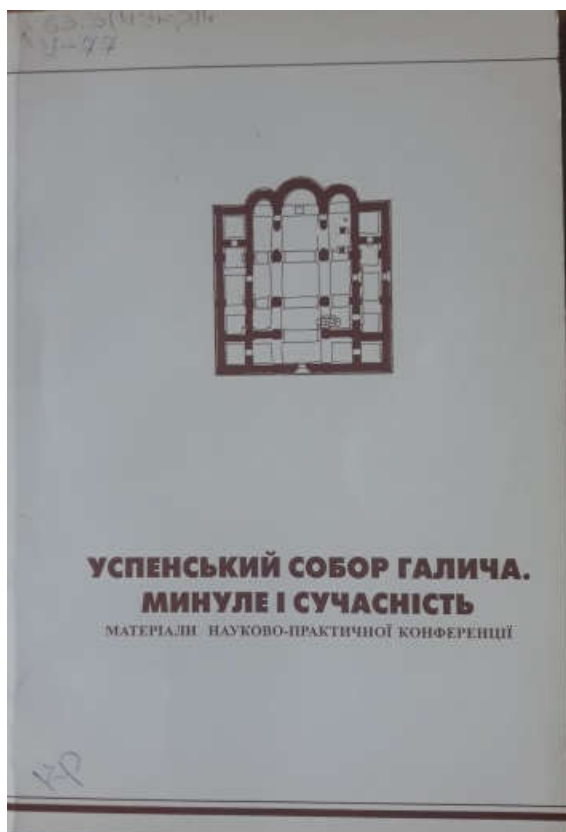 УСПЕНСЬКИЙ СОБОР ГАЛИЧА.
МИНУЛЕ І СУЧАСНІСТЬ
МАТЕРІАЛИ НАУКОВО-ПРАКТИЧНОЇ КОНФЕРЕНЦІЇ